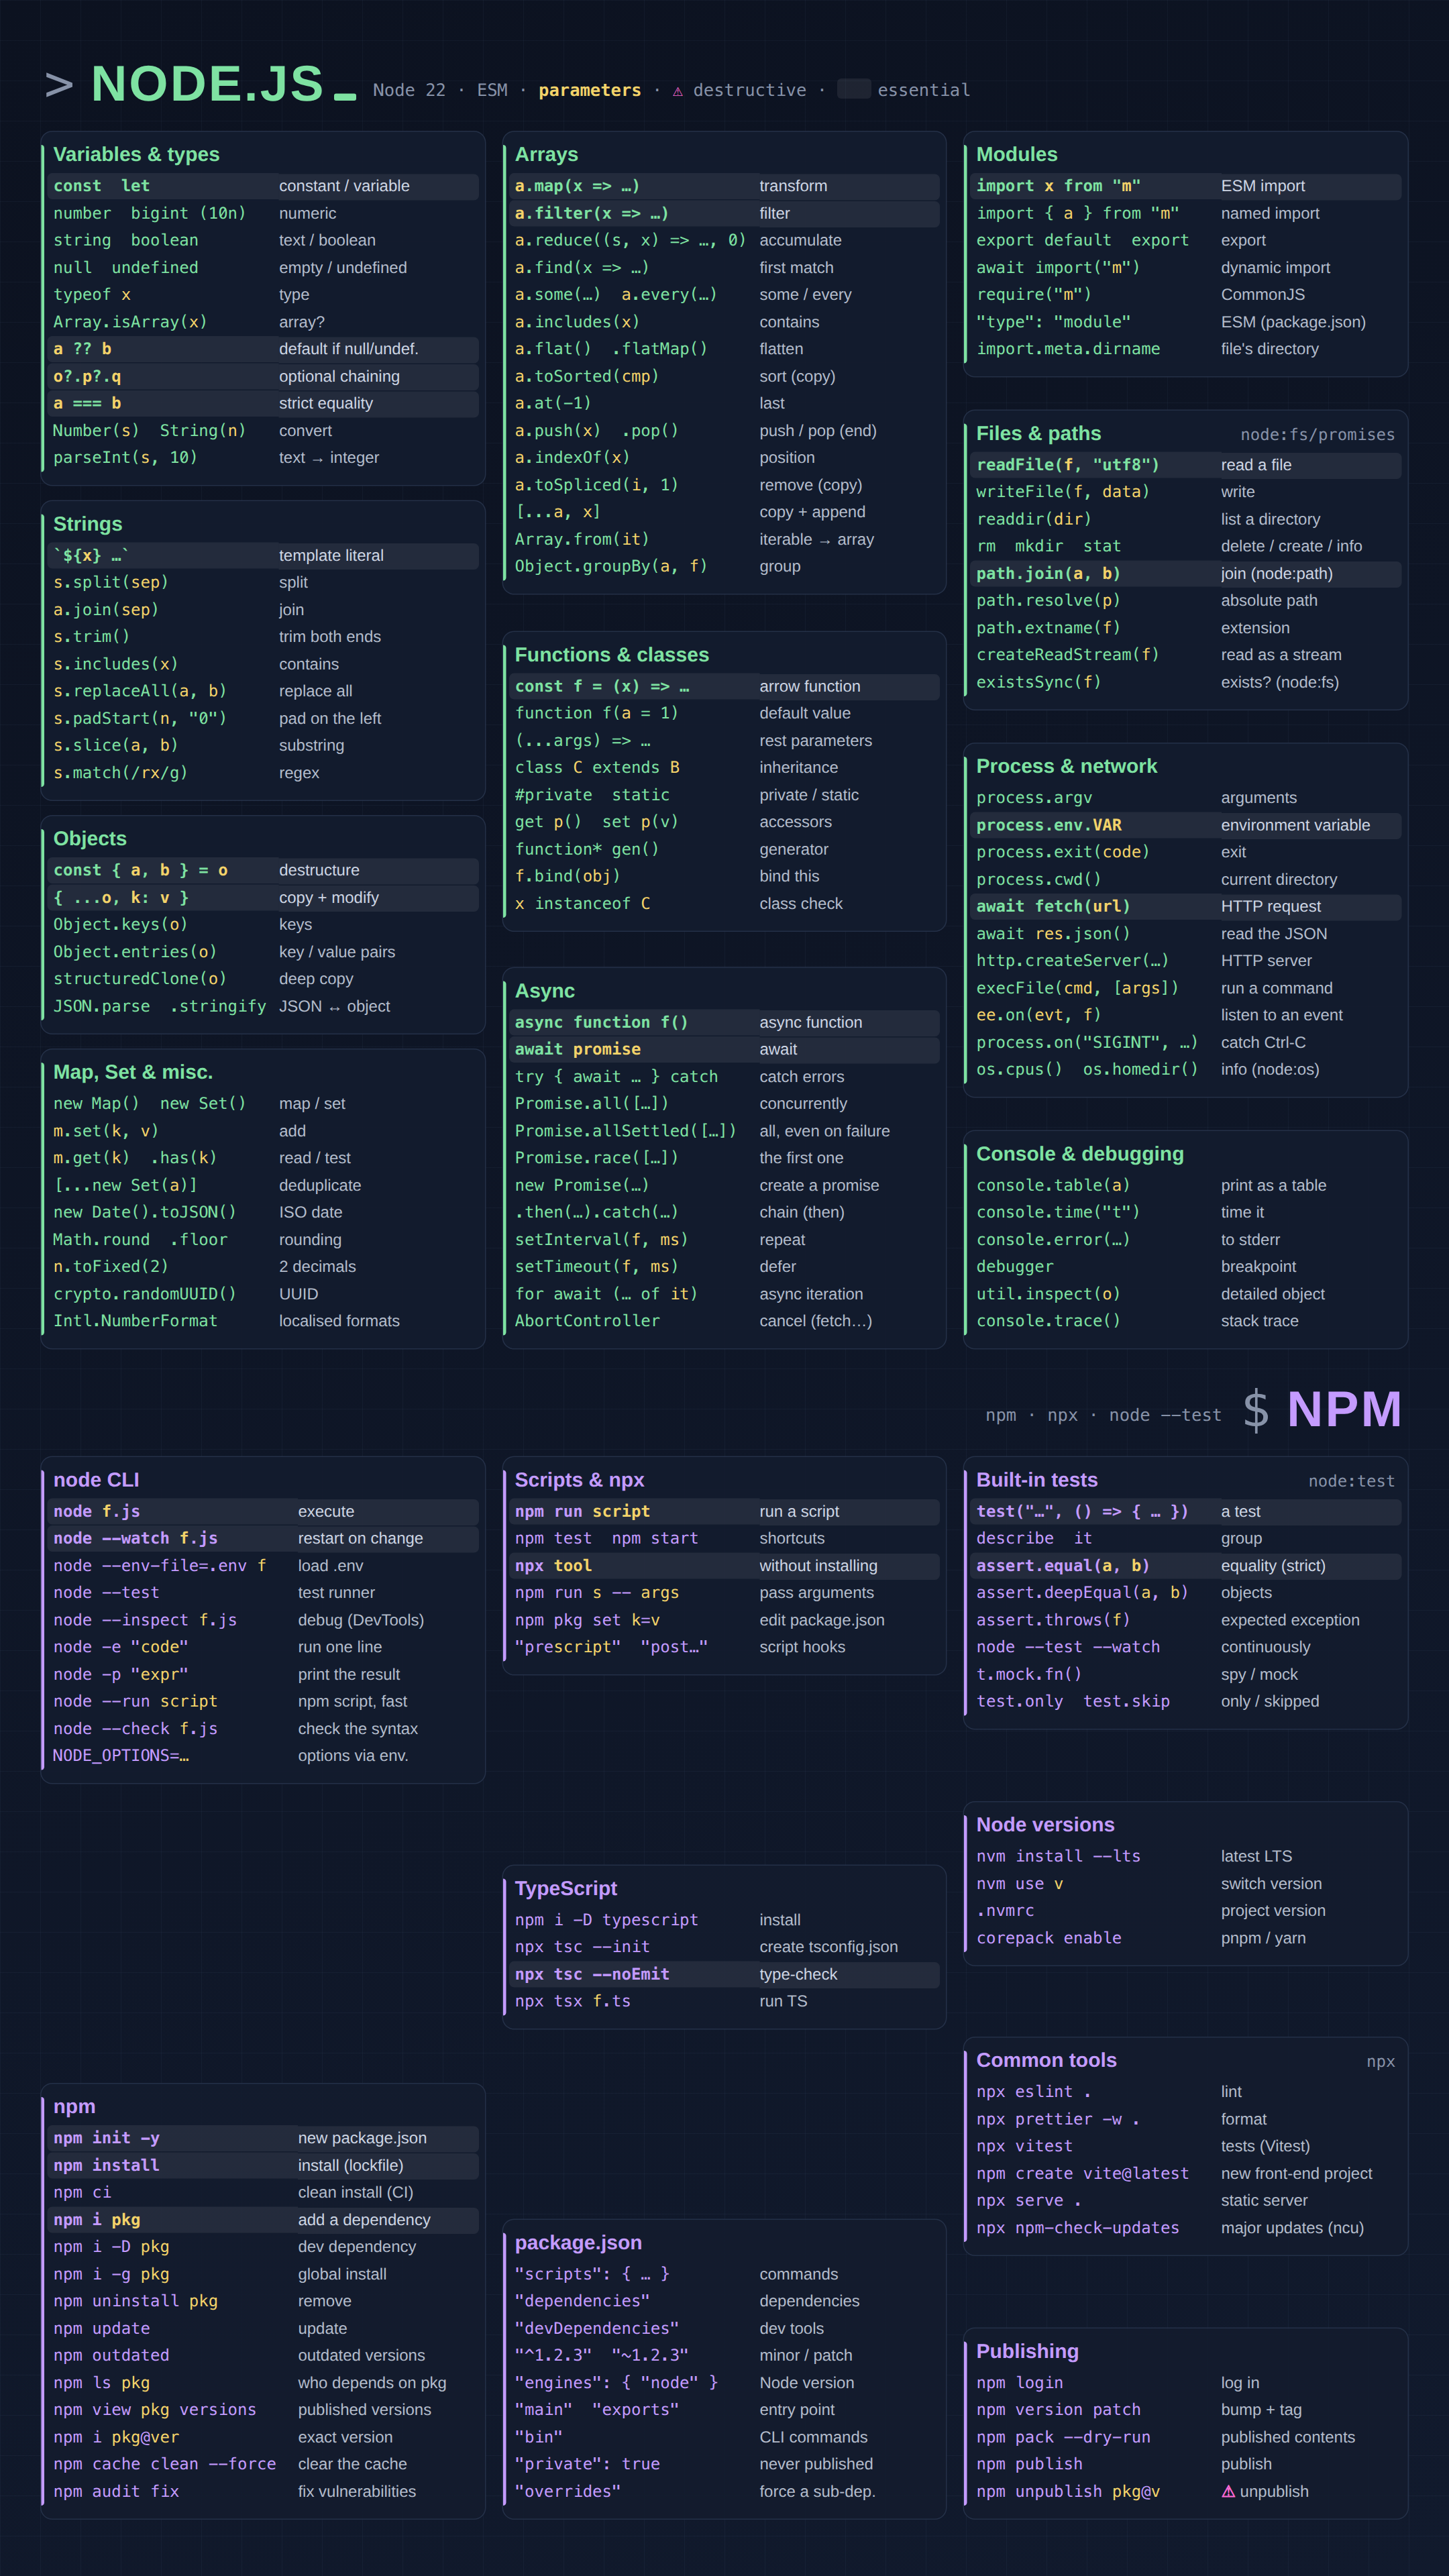 > NODE.JS_ Node 22 · ESM · parameters · ⚠ destructive · essential
Variables & types
const let constant / variable
number bigint (10n) numeric
string boolean text / boolean
null undefined empty / undefined
typeof x type
Array.isArray(x) array?
a ?? b default if null/undef.
o?.p?.q optional chaining
a === b strict equality
Number(s) String(n) convert
parseInt(s, 10) text → integer
Strings
`${x} …` template literal
s.split(sep) split
a.join(sep) join
s.trim() trim both ends
s.includes(x) contains
s.replaceAll(a, b) replace all
s.padStart(n, "0") pad on the left
s.slice(a, b) substring
s.match(/rx/g) regex
Objects
const { a, b } = o destructure
{ ...o, k: v } copy + modify
Object.keys(o) keys
Object.entries(o) key / value pairs
structuredClone(o) deep copy
JSON.parse .stringify JSON ↔ object
Map, Set & misc.
new Map() new Set() map / set
m.set(k, v) add
m.get(k) .has(k) read / test
[...new Set(a)] deduplicate
new Date().toJSON() ISO date
Math.round .floor rounding
n.toFixed(2) 2 decimals
crypto.randomUUID() UUID
Intl.NumberFormat localised formats
Arrays
a.map(x => …) transform
a.filter(x => …) filter
a.reduce((s, x) => …, 0) accumulate
a.find(x => …) first match
a.some(…) a.every(…) some / every
a.includes(x) contains
a.flat() .flatMap() flatten
a.toSorted(cmp) sort (copy)
a.at(-1) last
a.push(x) .pop() push / pop (end)
a.indexOf(x) position
a.toSpliced(i, 1) remove (copy)
[...a, x] copy + append
Array.from(it) iterable → array
Object.groupBy(a, f) group
Functions & classes
const f = (x) => … arrow function
function f(a = 1) default value
(...args) => … rest parameters
class C extends B inheritance
#private static private / static
get p() set p(v) accessors
function* gen() generator
f.bind(obj) bind this
x instanceof C class check
Async
async function f() async function
await promise await
try { await … } catch catch errors
Promise.all([…]) concurrently
Promise.allSettled([…]) all, even on failure
Promise.race([…]) the first one
new Promise(…) create a promise
.then(…).catch(…) chain (then)
setInterval(f, ms) repeat
setTimeout(f, ms) defer
for await (… of it) async iteration
AbortController cancel (fetch…)
Modules
import x from "m" ESM import
import { a } from "m" named import
export default export export
await import("m") dynamic import
require("m") CommonJS
"type": "module" ESM (package.json)
import.meta.dirname file's directory
Files & paths node:fs/promises
readFile(f, "utf8") read a file
writeFile(f, data) write
readdir(dir) list a directory
rm mkdir stat delete / create / info
path.join(a, b) join (node:path)
path.resolve(p) absolute path
path.extname(f) extension
createReadStream(f) read as a stream
existsSync(f) exists? (node:fs)
Process & network
process.argv arguments
process.env.VAR environment variable
process.exit(code) exit
process.cwd() current directory
await fetch(url) HTTP request
await res.json() read the JSON
http.createServer(…) HTTP server
execFile(cmd, [args]) run a command
ee.on(evt, f) listen to an event
process.on("SIGINT", …) catch Ctrl-C
os.cpus() os.homedir() info (node:os)
Console & debugging
console.table(a) print as a table
console.time("t") time it
console.error(…) to stderr
debugger breakpoint
util.inspect(o) detailed object
console.trace() stack trace
npm · npx · node --test $ NPM
node CLI
node f.js execute
node --watch f.js restart on change
node --env-file=.env f load .env
node --test test runner
node --inspect f.js debug (DevTools)
node -e "code" run one line
node -p "expr" print the result
node --run script npm script, fast
node --check f.js check the syntax
NODE_OPTIONS=… options via env.
npm
npm init -y new package.json
npm install install (lockfile)
npm ci clean install (CI)
npm i pkg add a dependency
npm i -D pkg dev dependency
npm i -g pkg global install
npm uninstall pkg remove
npm update update
npm outdated outdated versions
npm ls pkg who depends on pkg
npm view pkg versions published versions
npm i pkg@ver exact version
npm cache clean --force clear the cache
npm audit fix fix vulnerabilities
Scripts & npx
npm run script run a script
npm test npm start shortcuts
npx tool without installing
npm run s -- args pass arguments
npm pkg set k=v edit package.json
"prescript" "post…" script hooks
TypeScript
npm i -D typescript install
npx tsc --init create tsconfig.json
npx tsc --noEmit type-check
npx tsx f.ts run TS
package.json
"scripts": { … } commands
"dependencies" dependencies
"devDependencies" dev tools
"^1.2.3" "~1.2.3" minor / patch
"engines": { "node" } Node version
"main" "exports" entry point
"bin" CLI commands
"private": true never published
"overrides" force a sub-dep.
Built-in tests node:test
test("…", () => { … }) a test
describe it group
assert.equal(a, b) equality (strict)
assert.deepEqual(a, b) objects
assert.throws(f) expected exception
node --test --watch continuously
t.mock.fn() spy / mock
test.only test.skip only / skipped
Node versions
nvm install --lts latest LTS
nvm use v switch version
.nvmrc project version
corepack enable pnpm / yarn
Common tools npx
npx eslint . lint
npx prettier -w . format
npx vitest tests (Vitest)
npm create vite@latest new front-end project
npx serve . static server
npx npm-check-updates major updates (ncu)
Publishing
npm login log in
npm version patch bump + tag
npm pack --dry-run published contents
npm publish publish
npm unpublish pkg@v ⚠ unpublish